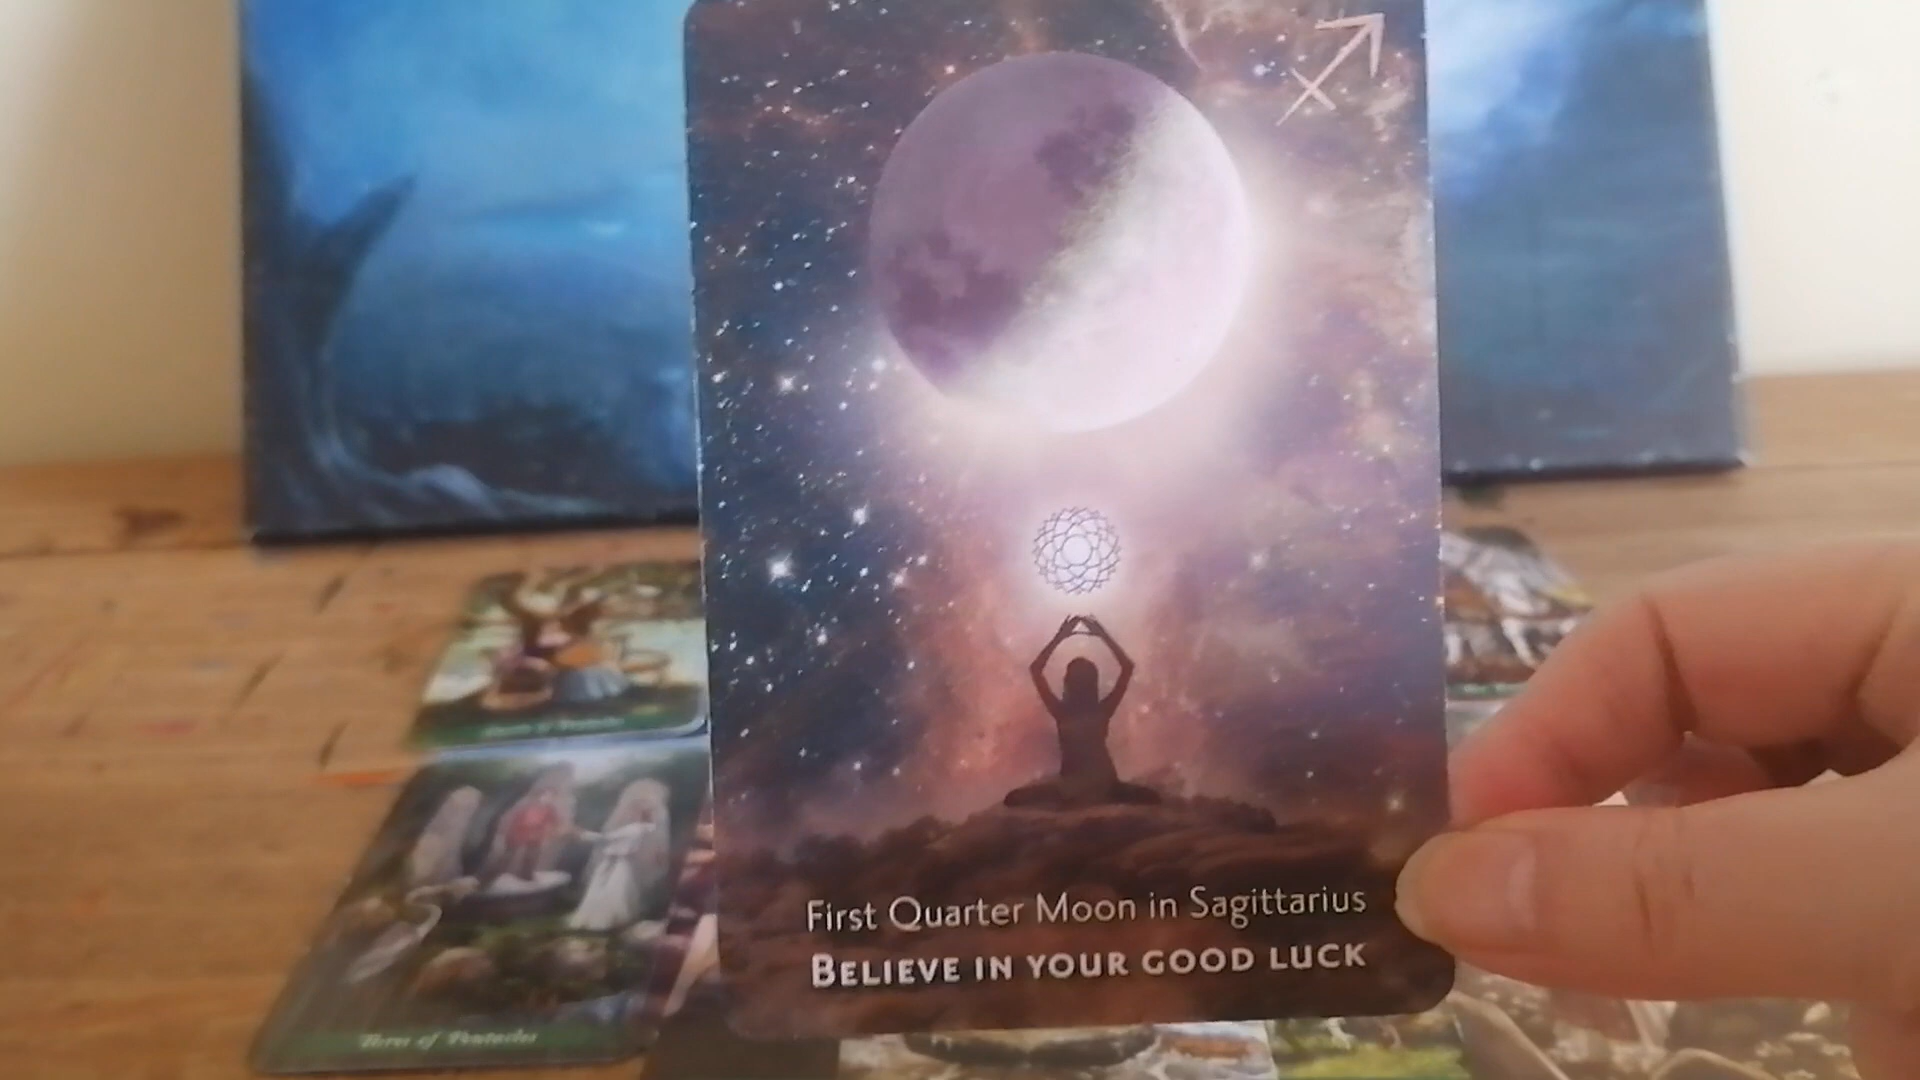 First Quarter Moon in Sagittarius
BELIEVE IN YOUR GOOD LUCK
Three of Pentacles